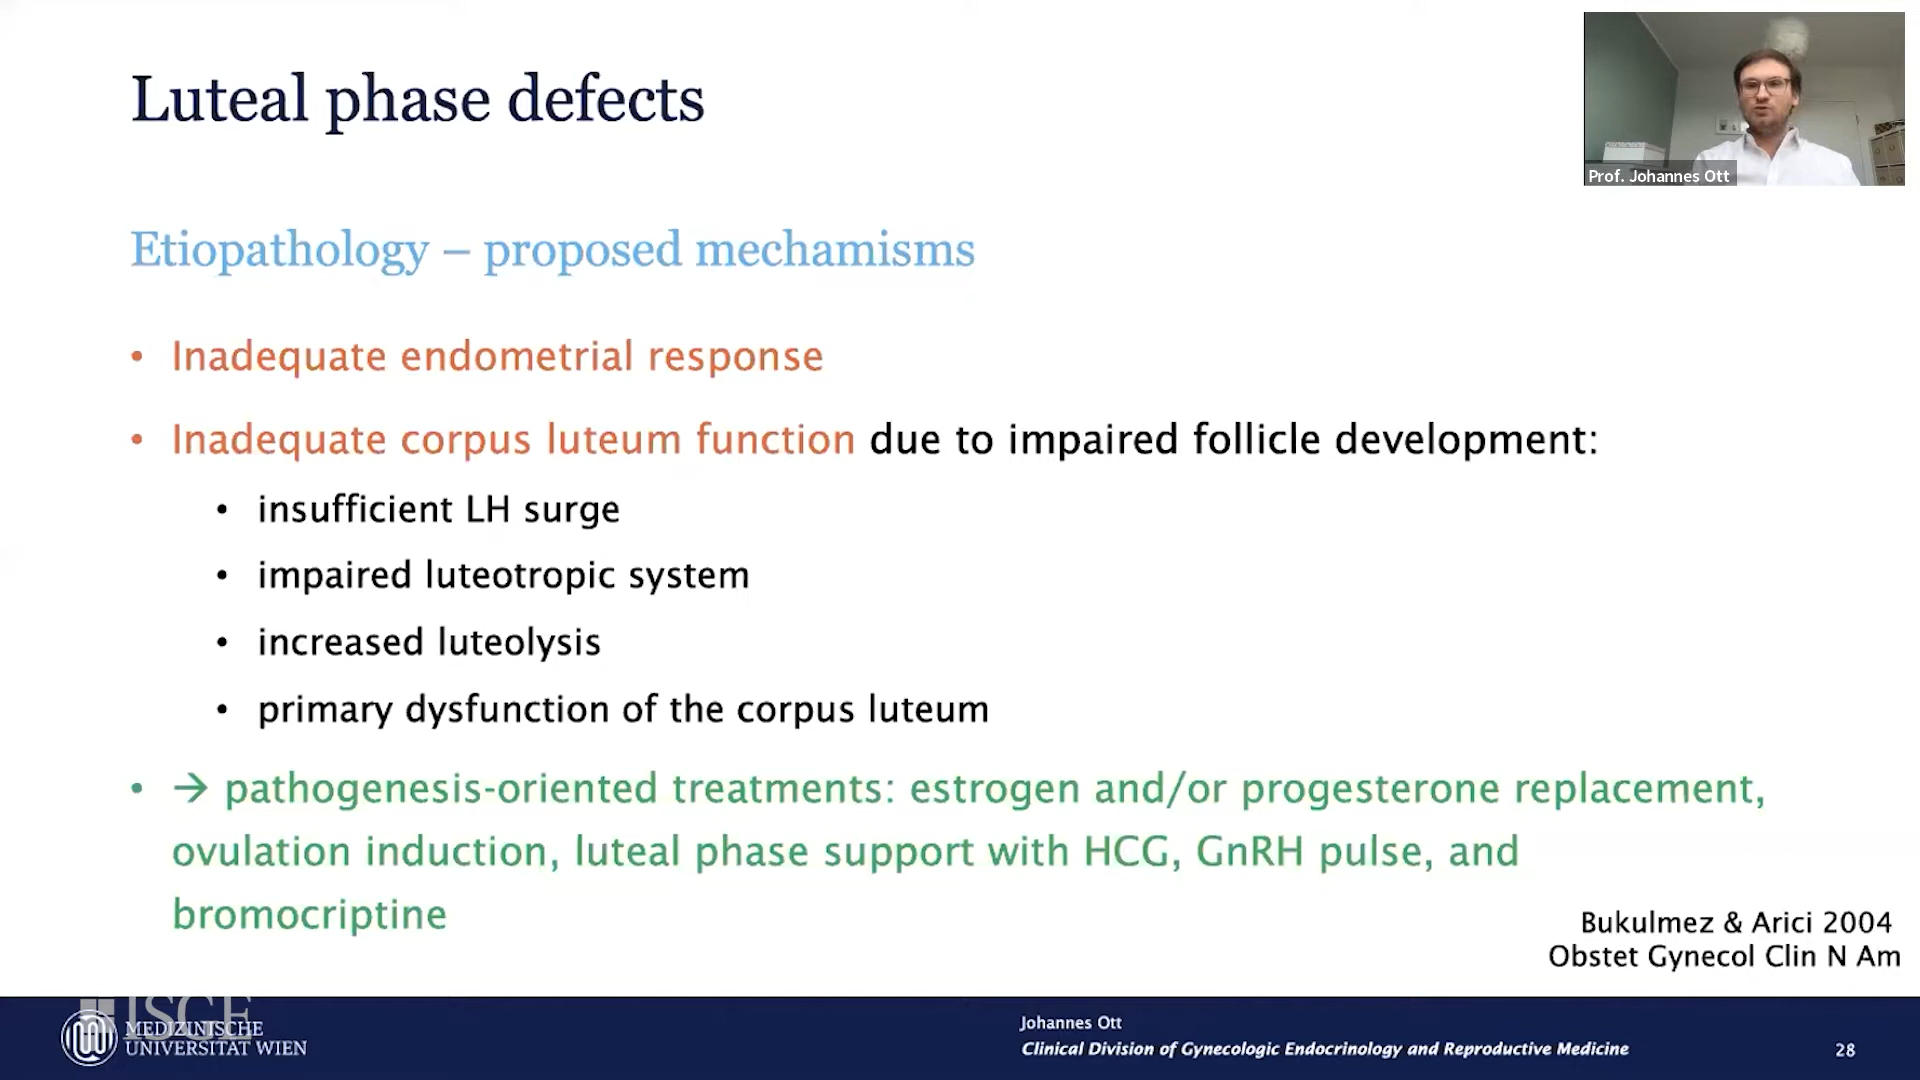 Luteal phase defects
Prof. Johannes Ott
Etiopathology – proposed mechamisms
• Inadequate endometrial response
• Inadequate corpus luteum function due to impaired follicle development:
• insufficient LH surge
• impaired luteotropic system
• increased luteolysis
• primary dysfunction of the corpus luteum
• → pathogenesis-oriented treatments: estrogen and/or progesterone replacement,
ovulation induction, luteal phase support with HCG, GnRH pulse, and
bromocriptine
Bukulmez & Arici 2004
Obstet Gynecol Clin N Am
ISGE
MEDIZINISCHE
UNIVERSITÄT WIEN
Johannes Ott
Clinical Division of Gynecologic Endocrinology and Reproductive Medicine
28